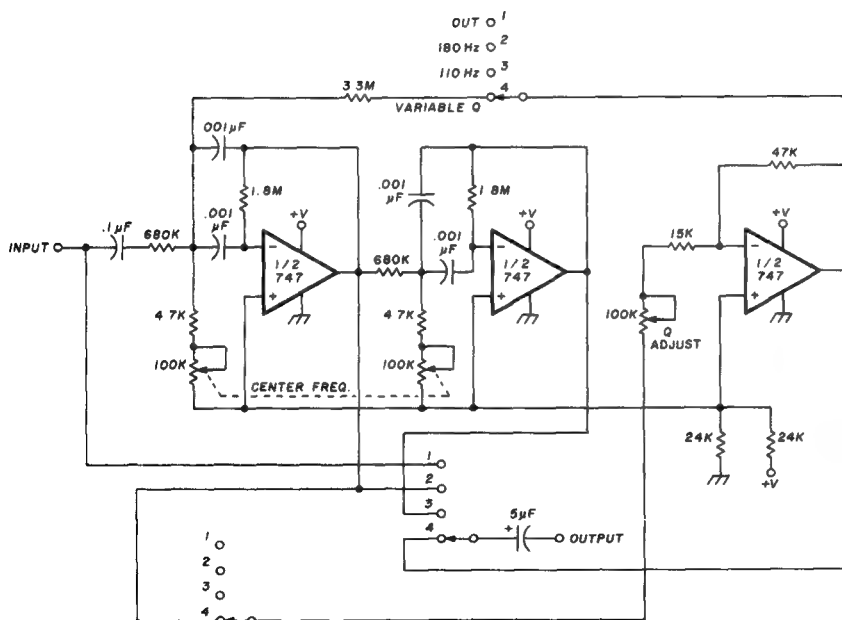 OUT 1
180 Hz 2
110 Hz 3
4
3.3M
VARIABLE Q
.001 µF
1.8M
.001
µF
+V
INPUT
.1µF
680K
1/2
747
4.7K
100K
CENTER FREQ.
.001
µF
1.8M
.001
µF
+V
680K
1/2
747
4.7K
100K
47K
15K
+V
1/2
747
100K
Q
ADJUST
24K
24K
+V
1
2
3
4
5µF
+
OUTPUT
1
2
3
4